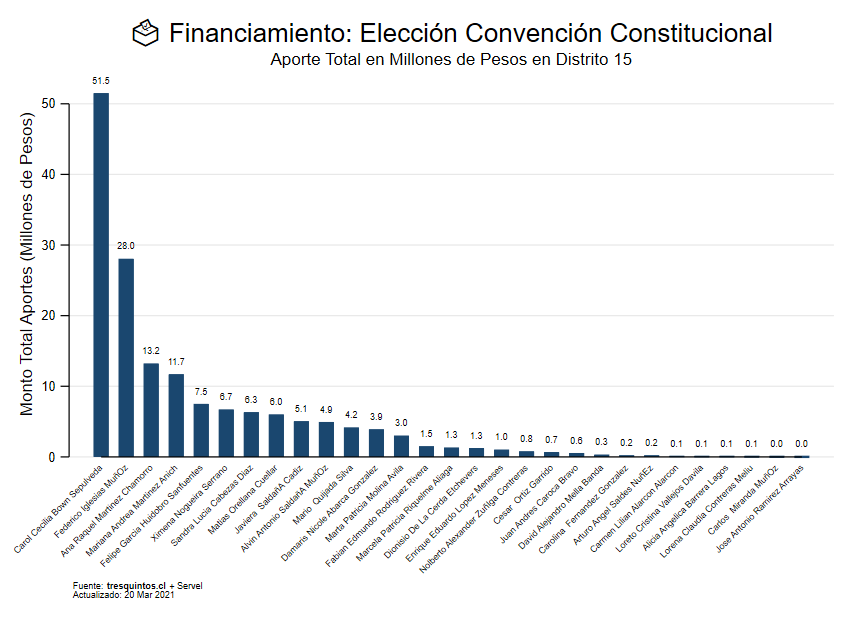 Financiamiento: Elección Convención Constitucional
Aporte Total en Millones de Pesos en Distrito 15
Monto Total Aportes (Millones de Pesos)
50
40
30
20
10
0
51.5
28.0
13.2
11.7
7.5
6.7
6.3
6.0
5.1
4.9
4.2
3.9
3.0
1.5
1.3
1.3
1.0
0.8
0.7
0.6
0.3
0.2
0.2
0.1
0.1
0.1
0.1
0.0
0.0
Carol Cecilia Bown Sepulveda
Federico Iglesias MuñOz
Ana Raquel Martinez Chamorro
Mariana Andrea Martinez Anich
Felipe Garcia Huidobro Sanfuentes
Ximena Nogueira Serrano
Sandra Lucia Cabezas Diaz
Matias Orellana Cuellar
Javiera SaldañA Cadiz
Alvin Antonio SaldañA MuñOz
Mario Quijada Silva
Damaris Nicole Abarca Gonzalez
Marta Patricia Molina Avila
Fabian Edmundo Rodriguez Rivera
Marcela Patricia Riquelme Aliaga
Dionisio De La Cerda Etchevers
Enrique Eduardo Lopez Meneses
Nolberto Alexander Zuñiga Contreras
Cesar Ortiz Garrido
Juan Andres Caroca Bravo
David Alejandro Mella Banda
Carolina Fernandez Gonzalez
Arturo Angel Saldes NuñEz
Carmen Lilian Alarcon Alarcon
Loreto Cristina Vallejos Davila
Alicia Angelica Barrera Lagos
Lorena Claudia Contreras Meliu
Carlos Miranda MuñOz
Jose Antonio Ramirez Arrayas
Fuente: tresquintos.cl + Servel
Actualizado: 20 Mar 2021